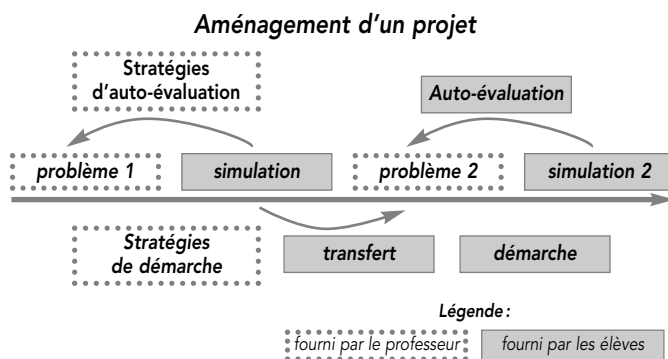 Aménagement d'un projet
Stratégies
d'auto-évaluation
Auto-évaluation
problème 1
simulation
problème 2
simulation 2
Stratégies
de démarche
transfert
démarche
Légende :
fourni par le professeur
fourni par les élèves